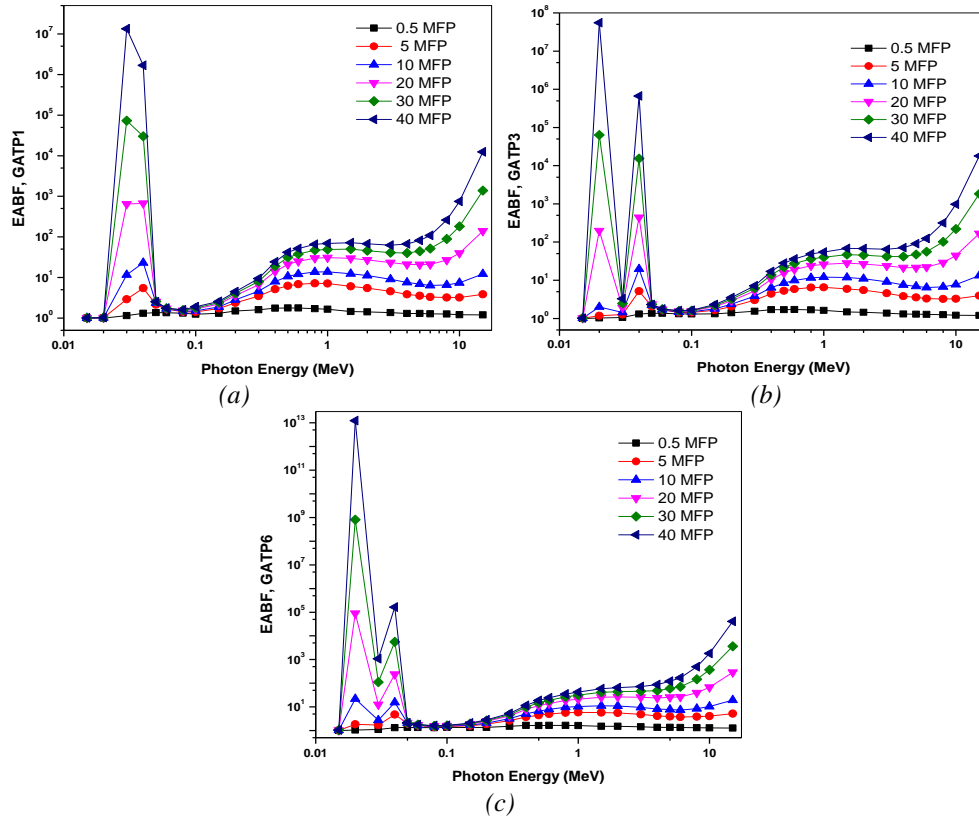 EABF, GATP1
10⁷
10⁶
10⁵
10⁴
10³
10²
10¹
10⁰
0.5 MFP
5 MFP
10 MFP
20 MFP
30 MFP
40 MFP
0.01
0.1
1
10
Photon Energy (MeV)
(a)
EABF, GATP3
10⁸
10⁷
10⁶
10⁵
10⁴
10³
10²
10¹
10⁰
0.5 MFP
5 MFP
10 MFP
20 MFP
30 MFP
40 MFP
0.01
0.1
1
10
Photon Energy (MeV)
(b)
EABF, GATP6
10¹³
10¹¹
10⁹
10⁷
10⁵
10³
10¹
0.5 MFP
5 MFP
10 MFP
20 MFP
30 MFP
40 MFP
0.01
0.1
1
10
Photon Energy (MeV)
(c)